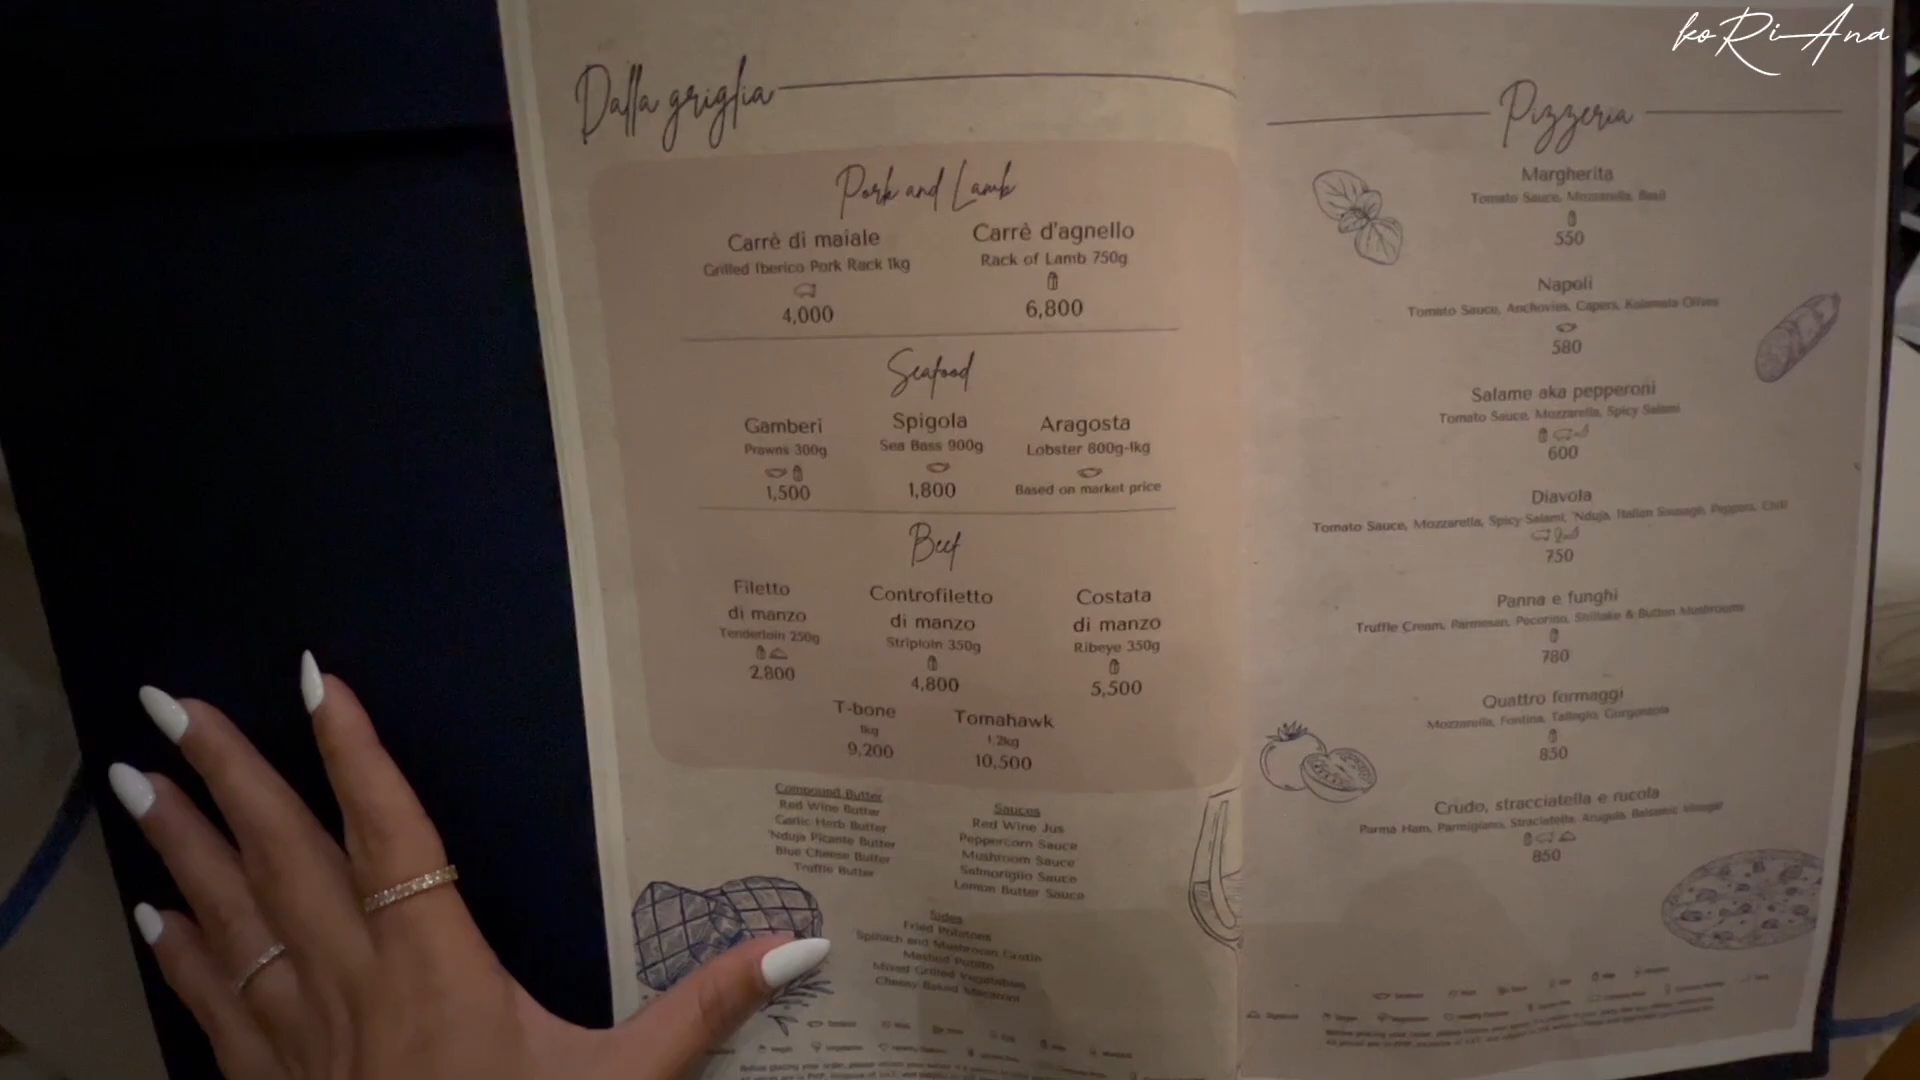 koRiAna
Dalla griglia
Pork and Lamb
Carrè di maiale
Grilled Iberico Pork Rack 1kg
4,000
Carrè d'agnello
Rack of Lamb 750g
6,800
Seafood
Gamberi
Prawns 300g
1,500
Spigola
Sea Bass 900g
1,800
Aragosta
Lobster 800g-1kg
Based on market price
Beef
Filetto
di manzo
Tenderloin 250g
2,800
Controfiletto
di manzo
Striploin 350g
4,800
Costata
di manzo
Ribeye 350g
5,500
T-bone
1kg
9,200
Tomahawk
1.2kg
10,500
Compound Butter
Red Wine Butter
Garlic Herb Butter
'Nduja Picante Butter
Blue Cheese Butter
Truffle Butter
Sauces
Red Wine Jus
Peppercorn Sauce
Mushroom Sauce
Salmoriglio Sauce
Lemon Butter Sauce
Sides
Fried Potatoes
Spinach and Mushroom Gratin
Mashed Potato
Mixed Grilled Vegetables
Cheesy Baked Macaroni
Pizzeria
Margherita
Tomato Sauce, Mozzarella, Basil
550
Napoli
Tomato Sauce, Anchovies, Capers, Kalamata Olives
580
Salame aka pepperoni
Tomato Sauce, Mozzarella, Spicy Salami
600
Diavola
Tomato Sauce, Mozzarella, Spicy Salami, 'Nduja, Italian Sausage, Peppers, Chili
750
Panna e funghi
Truffle Cream, Parmesan, Pecorino, Shiitake & Button Mushrooms
780
Quattro formaggi
Mozzarella, Fontina, Taleggio, Gorgonzola
850
Crudo, stracciatella e rucola
Parma Ham, Parmigiano, Straciatella, Arugula, Balsamic Vinegar
850